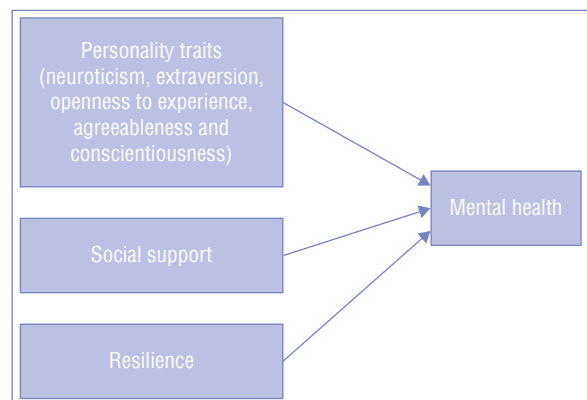 Personality traits
(neuroticism, extraversion,
openness to experience,
agreeableness and
conscientiousness)
Mental health
Social support
Resilience